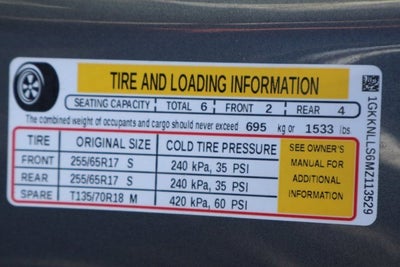 TIRE AND LOADING INFORMATION
SEATING CAPACITY TOTAL 6 FRONT 2 REAR 4
The combined weight of occupants and cargo should never exceed 695 kg or 1533 lbs
TIRE ORIGINAL SIZE COLD TIRE PRESSURE
FRONT 255/65R17 S 240 kPa, 35 PSI
REAR 255/65R17 S 240 kPa, 35 PSI
SPARE T135/70R18 M 420 kPa, 60 PSI
SEE OWNER'S
MANUAL FOR
ADDITIONAL
INFORMATION
1GKKNLLS6MZ113529